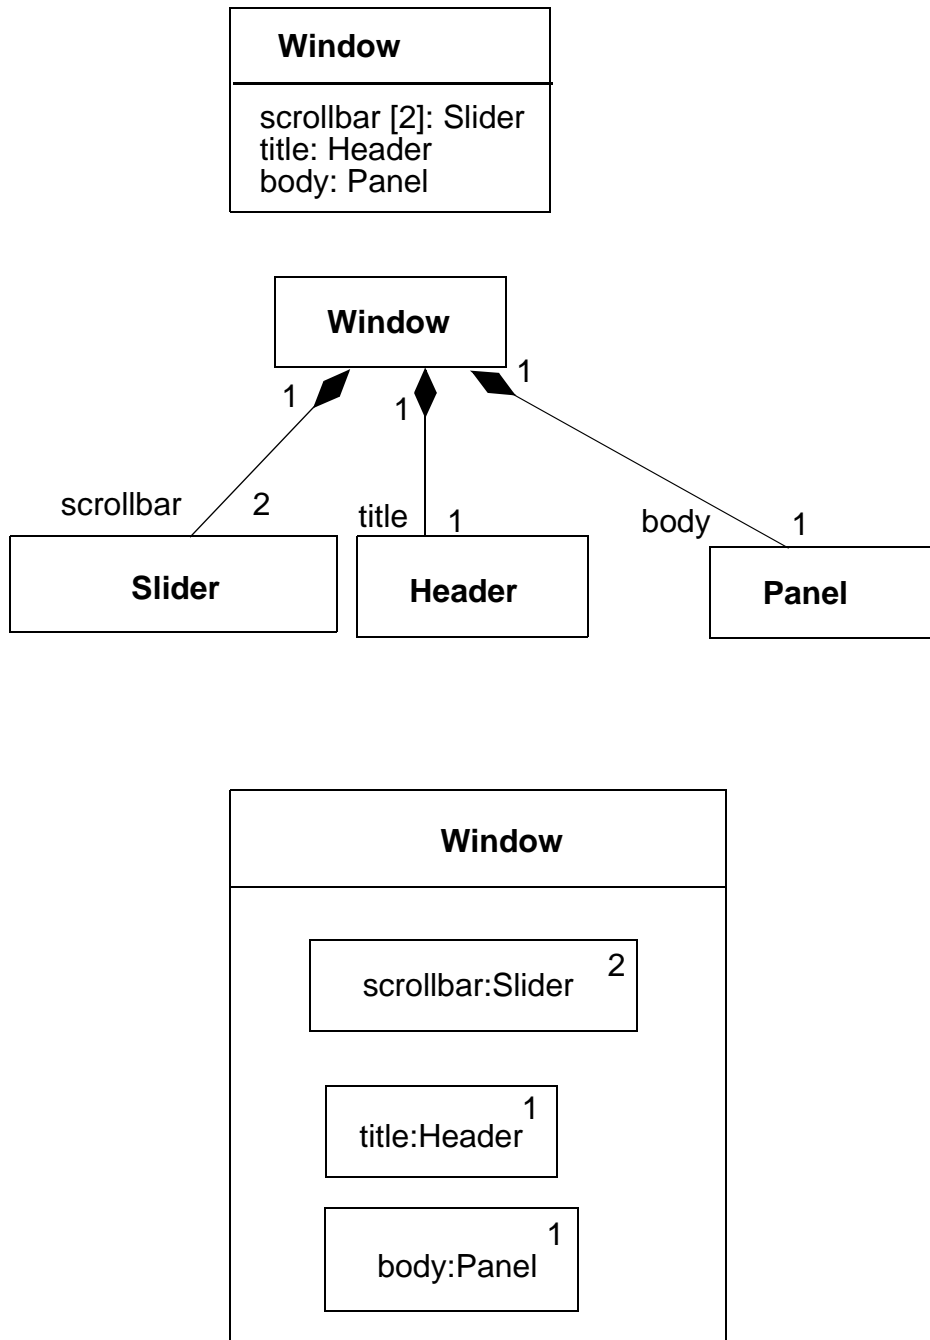 Window
scrollbar [2]: Slider
title: Header
body: Panel
Window
1
1
1
scrollbar
2
title
1
body
1
Slider
Header
Panel
Window
scrollbar:Slider
2
title:Header
1
body:Panel
1